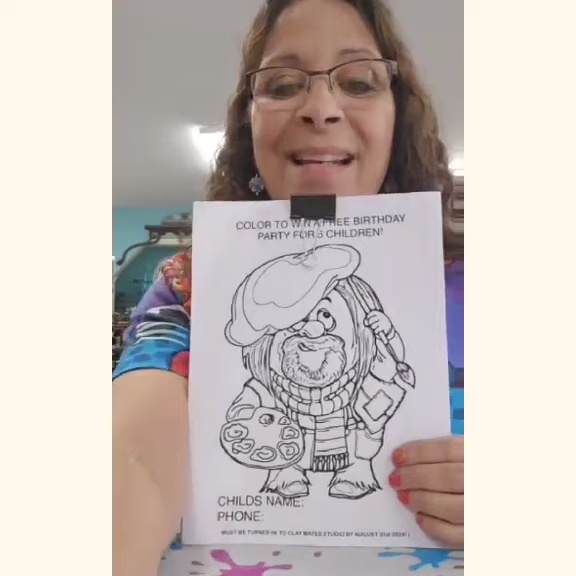 COLOR TO WIN A FREE BIRTHDAY
PARTY FOR 5 CHILDREN!
CHILDS NAME:
PHONE:
MUST BE TURNED IN TO CLAY MATES STUDIO BY AUGUST 31st